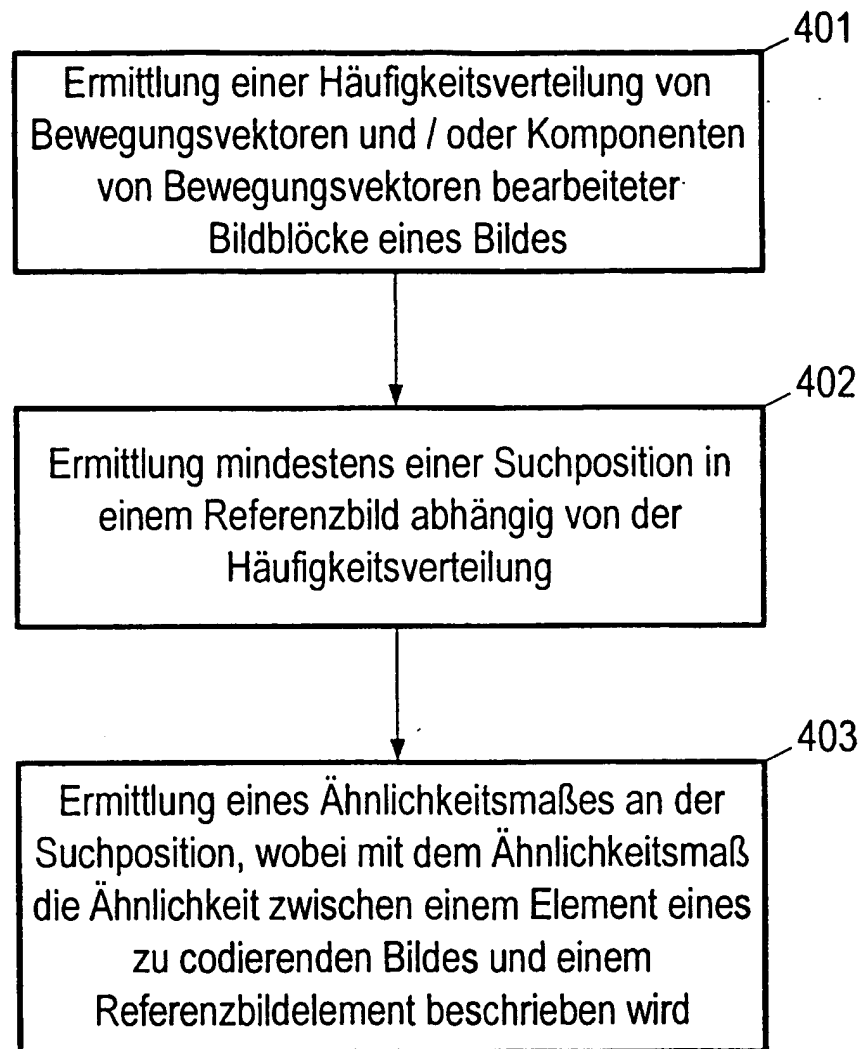 401
Ermittlung einer Häufigkeitsverteilung von
Bewegungsvektoren und / oder Komponenten
von Bewegungsvektoren bearbeiteter
Bildblöcke eines Bildes
402
Ermittlung mindestens einer Suchposition in
einem Referenzbild abhängig von der
Häufigkeitsverteilung
403
Ermittlung eines Ähnlichkeitsmaßes an der
Suchposition, wobei mit dem Ähnlichkeitsmaß
die Ähnlichkeit zwischen einem Element eines
zu codierenden Bildes und einem
Referenzbildelement beschrieben wird